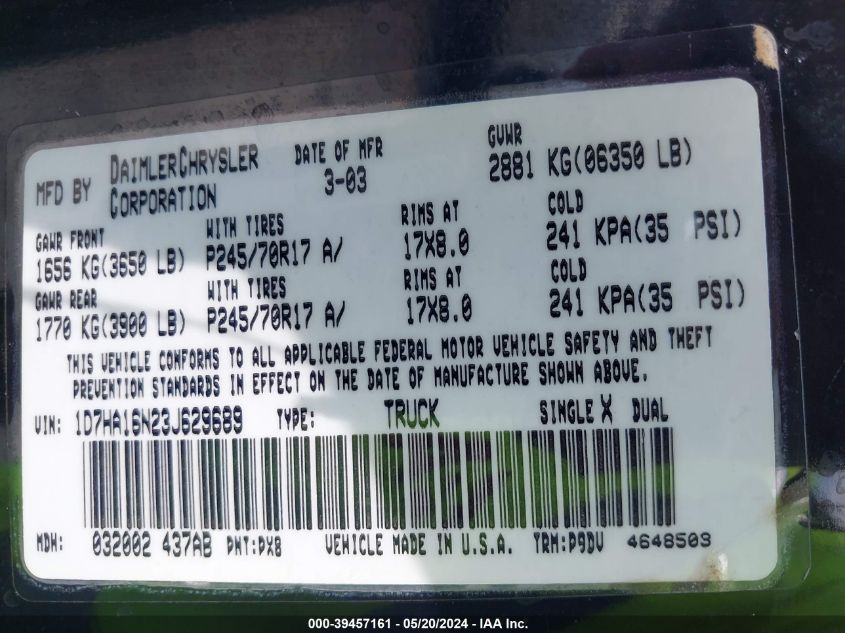 MFD BY DAIMLERCHRYSLER CORPORATION DATE OF MFR 3-03 GVWR 2881 KG(06350 LB)
GAWR FRONT WITH TIRES RIMS AT COLD
1656 KG(3650 LB) P245/70R17 A/ 17X8.0 241 KPA(35 PSI)
GAWR REAR WITH TIRES RIMS AT COLD
1770 KG(3900 LB) P245/70R17 A/ 17X8.0 241 KPA(35 PSI)
THIS VEHICLE CONFORMS TO ALL APPLICABLE FEDERAL MOTOR VEHICLE SAFETY AND THEFT
PREVENTION STANDARDS IN EFFECT ON THE DATE OF MANUFACTURE SHOWN ABOVE.
VIN: 1D7HA16N23J629689 TYPE: TRUCK SINGLE X DUAL
MDH: 032002 437AB PNT:PX8 VEHICLE MADE IN U.S.A. TRM:P9DV 4648503
000-39457161 - 05/20/2024 - IAA Inc.